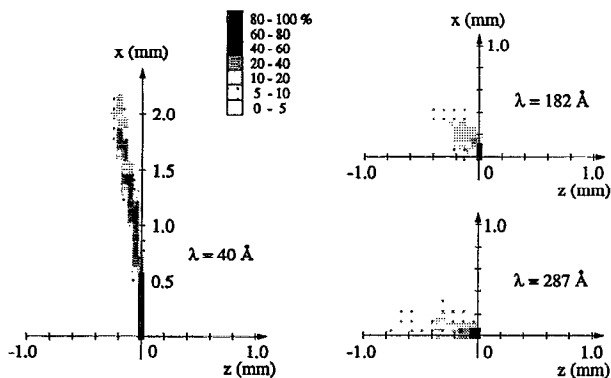 80 - 100 %
60 - 80
40 - 60
20 - 40
10 - 20
5 - 10
0 - 5
x (mm)
2.0
1.5
1.0
0.5
λ = 40 Å
-1.0
0
1.0
z (mm)
x (mm)
1.0
λ = 182 Å
-1.0
0
1.0
z (mm)
1.0
λ = 287 Å
-1.0
0
1.0
z (mm)